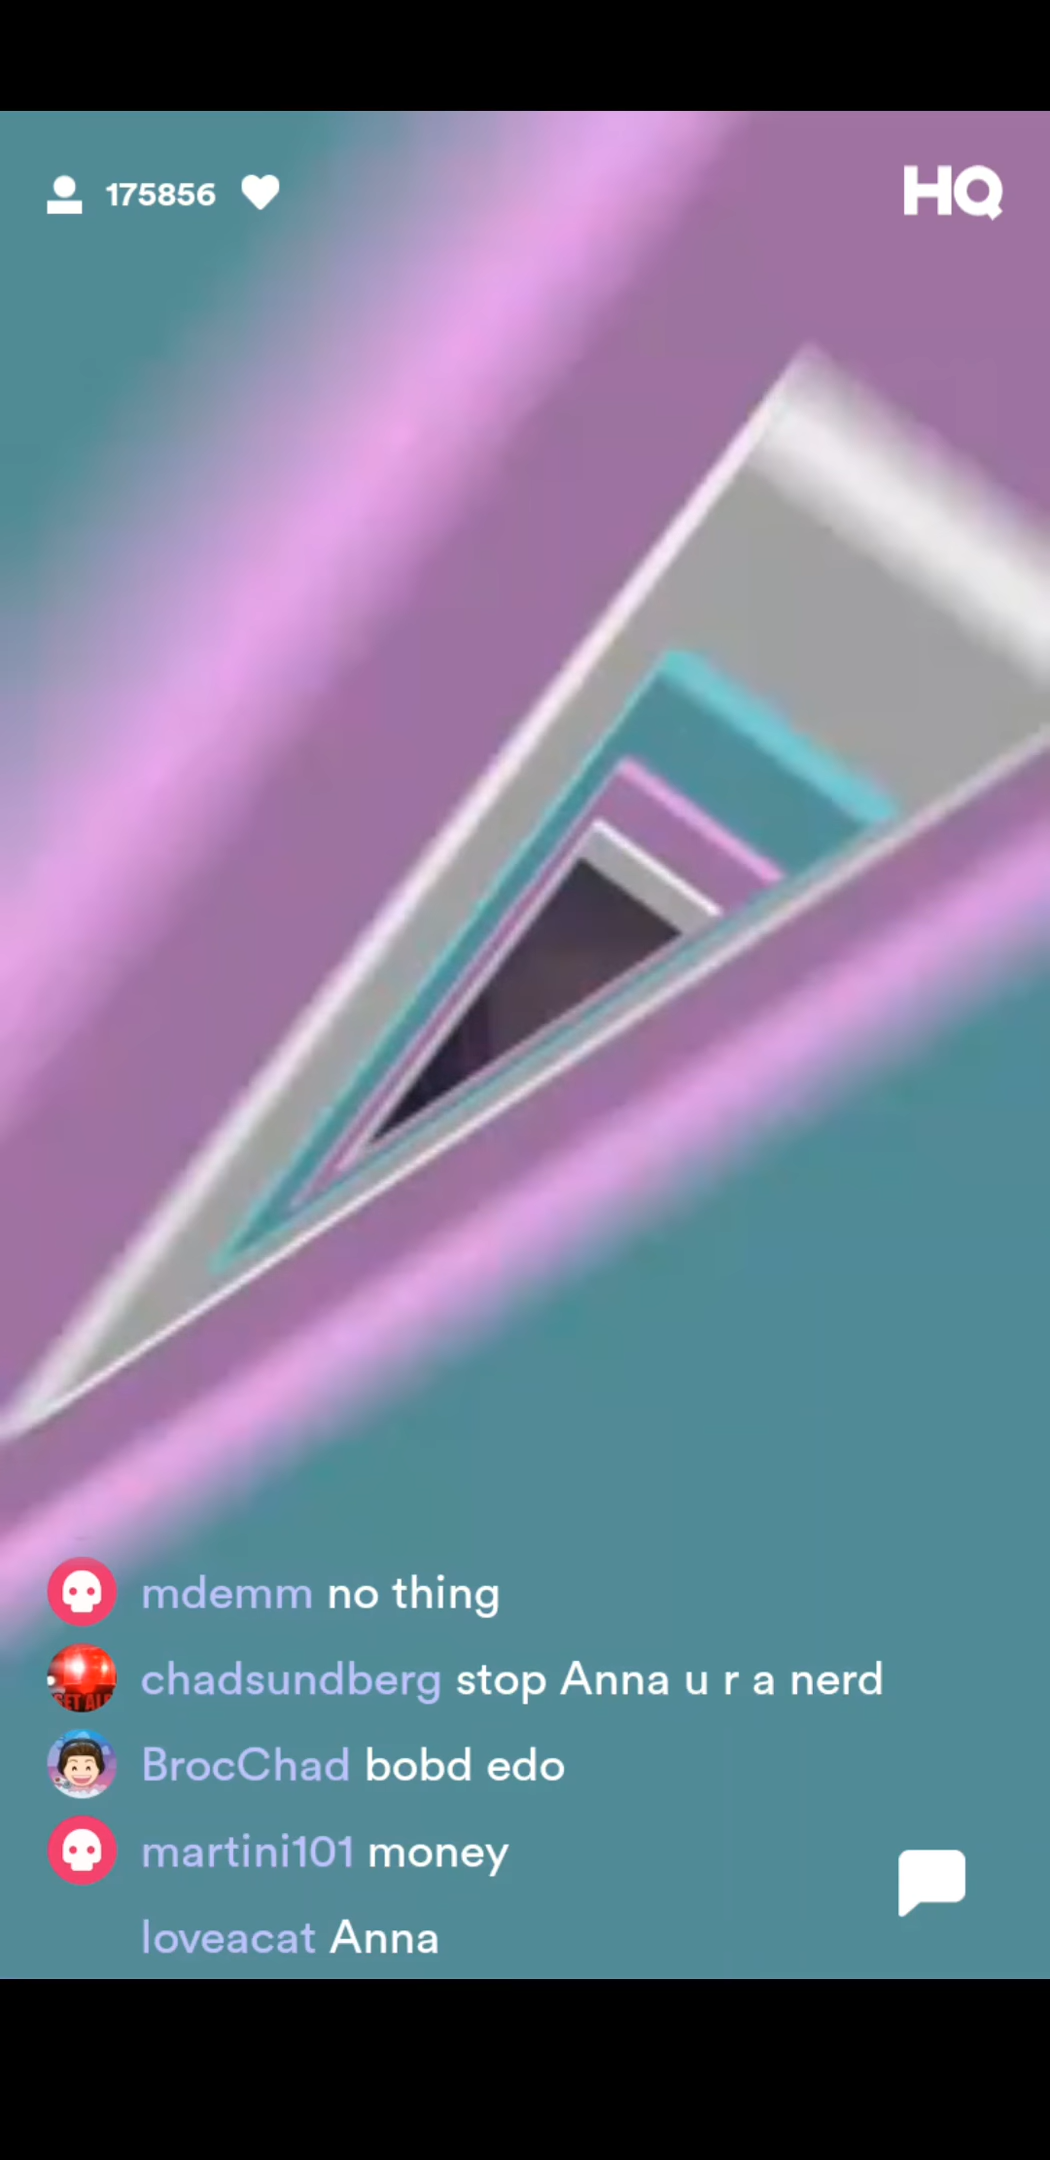 175856
HQ
mdemm no thing
chadsundberg stop Anna u r a nerd
BrocChad bobd edo
martini101 money
loveacat Anna